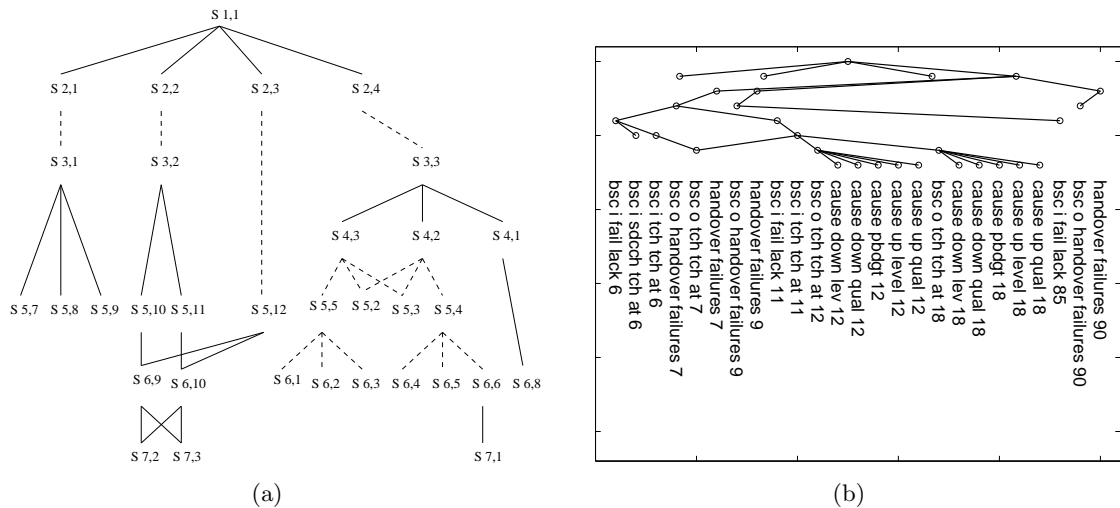 S 1,1
S 2,1
S 2,2
S 2,3
S 2,4
S 3,1
S 3,2
S 3,3
S 4,3
S 4,2
S 4,1
S 5,7
S 5,8
S 5,9
S 5,10
S 5,11
S 5,12
S 5,5
S 5,2
S 5,3
S 5,4
S 6,9
S 6,10
S 6,1
S 6,2
S 6,3
S 6,4
S 6,5
S 6,6
S 6,8
S 7,2
S 7,3
S 7,1
(a)
bsc i fail lack 6
bsc i sdcch tch at 6
bsc i tch tch at 6
bsc o handover failures 7
bsc o tch tch at 7
handover failures 7
bsc o handover failures 9
handover failures 9
bsc i fail lack 11
bsc i tch tch at 11
bsc o tch tch at 12
cause down lev 12
cause down qual 12
cause pbdgt 12
cause up level 12
cause up qual 12
bsc o tch tch at 18
cause down lev 18
cause down qual 18
cause pbdgt 18
cause up level 18
cause up qual 18
bsc i fail lack 85
bsc o handover failures 90
handover failures 90
(b)